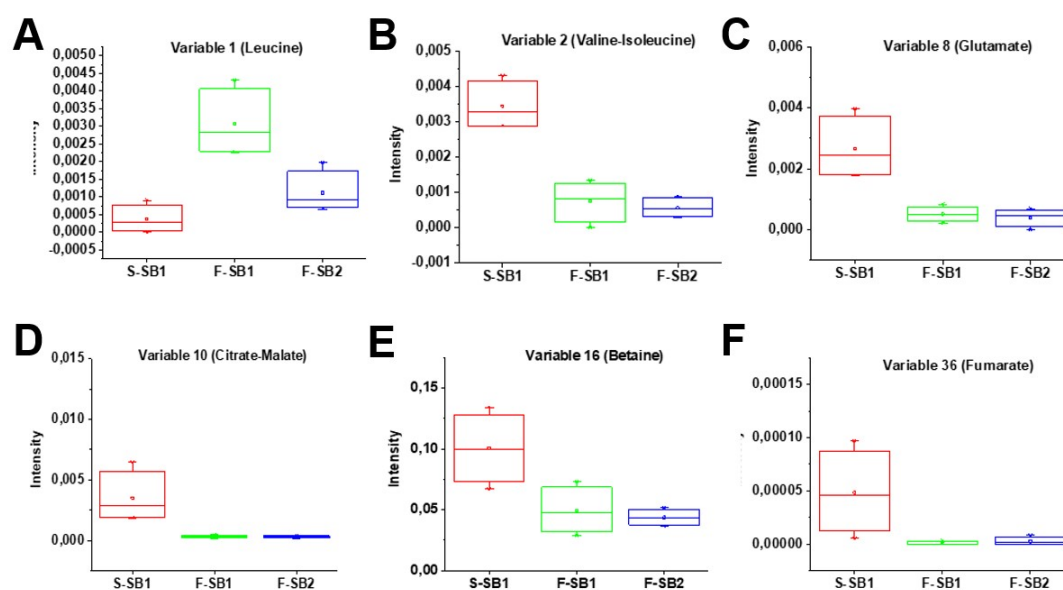 A
Variable 1 (Leucine)
0,0050
0,0045
0,0040
0,0035
0,0030
0,0025
0,0020
0,0015
0,0010
0,0005
0,0000
-0,0005
S-SB1 F-SB1 F-SB2
B
Variable 2 (Valine-Isoleucine)
Intensity
0,005
0,004
0,003
0,002
0,001
0,000
-0,001
S-SB1 F-SB1 F-SB2
C
Variable 8 (Glutamate)
Intensity
0,006
0,004
0,002
0,000
S-SB1 F-SB1 F-SB2
D
Variable 10 (Citrate-Malate)
Intensity
0,015
0,010
0,005
0,000
S-SB1 F-SB1 F-SB2
E
Variable 16 (Betaine)
Intensity
0,15
0,10
0,05
0,00
S-SB1 F-SB1 F-SB2
F
Variable 36 (Fumarate)
0,00015
0,00010
0,00005
0,00000
S-SB1 F-SB1 F-SB2